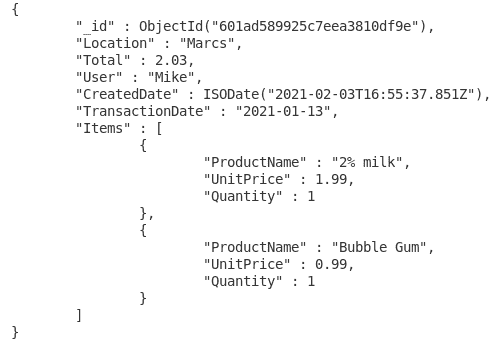 {
"_id" : ObjectId("601ad589925c7eea3810df9e"),
"Location" : "Marcs",
"Total" : 2.03,
"User" : "Mike",
"CreatedDate" : ISODate("2021-02-03T16:55:37.851Z"),
"TransactionDate" : "2021-01-13",
"Items" : [
{
"ProductName" : "2% milk",
"UnitPrice" : 1.99,
"Quantity" : 1
},
{
"ProductName" : "Bubble Gum",
"UnitPrice" : 0.99,
"Quantity" : 1
}
]
}